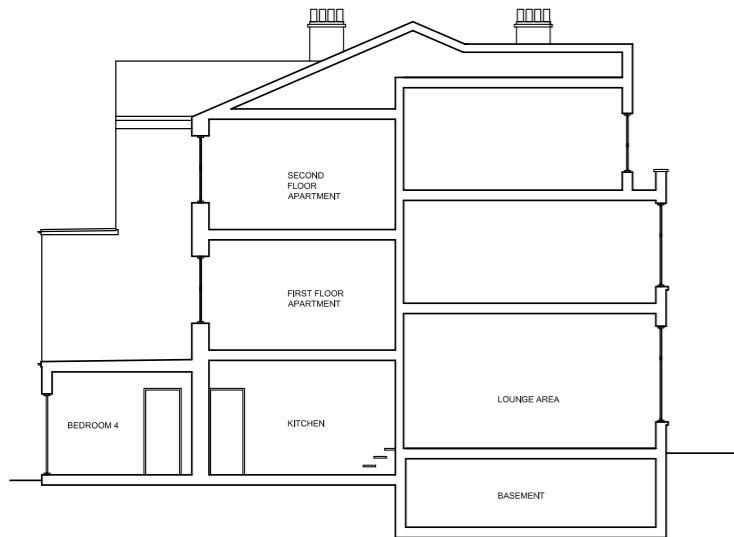 SECOND
FLOOR
APARTMENT
FIRST FLOOR
APARTMENT
LOUNGE AREA
BEDROOM 4
KITCHEN
BASEMENT